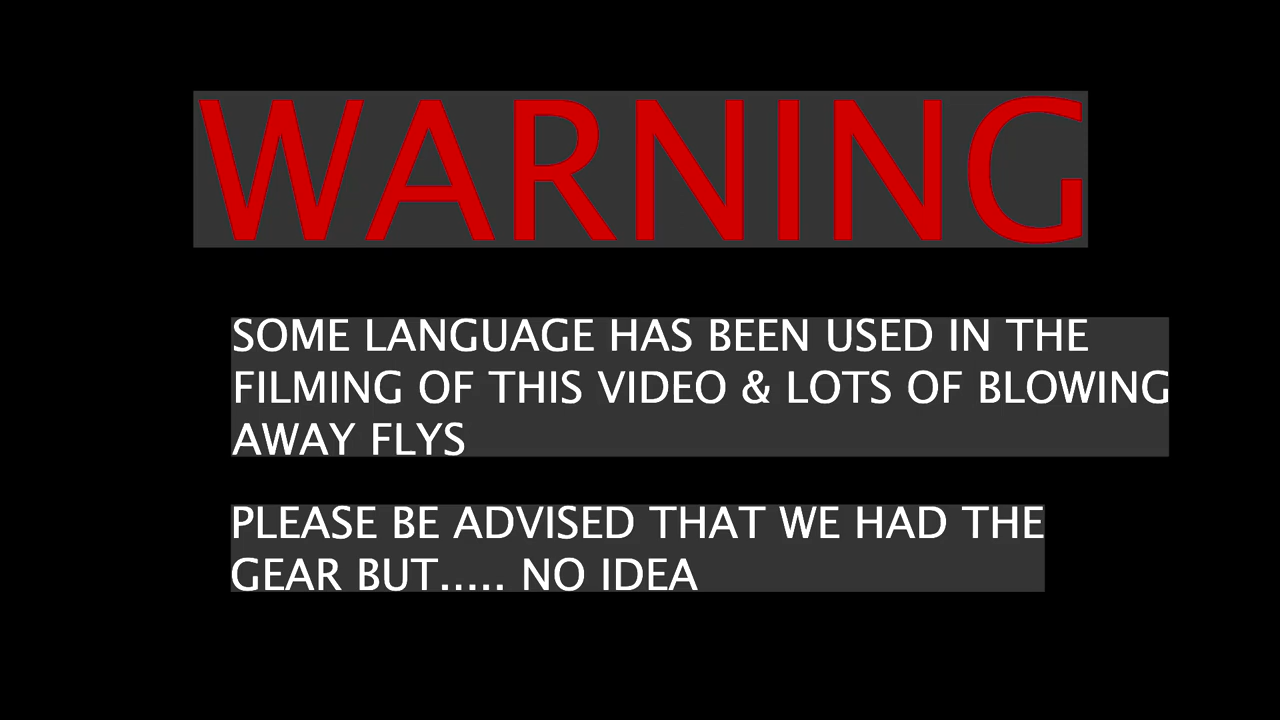 WARNING
SOME LANGUAGE HAS BEEN USED IN THE
FILMING OF THIS VIDEO & LOTS OF BLOWING
AWAY FLYS
PLEASE BE ADVISED THAT WE HAD THE
GEAR BUT..... NO IDEA